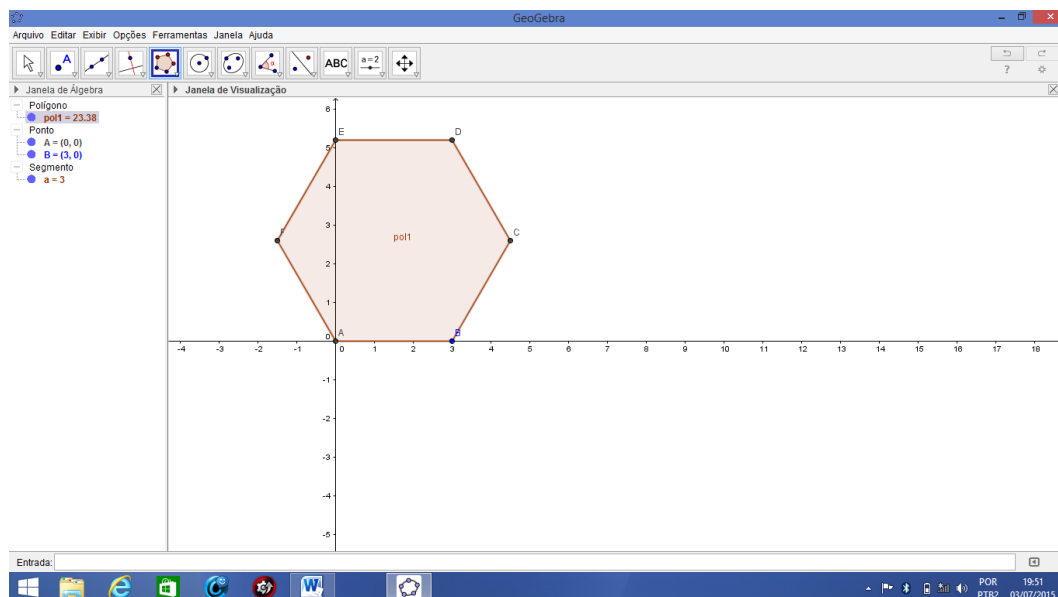 GeoGebra
Arquivo Editar Exibir Opções Ferramentas Janela Ajuda
A ABC a=2
?
Janela de Álgebra
Janela de Visualização
Polígono
pol1 = 23.38
Ponto
A = (0, 0)
B = (3, 0)
Segmento
a = 3
6
5
4
3
2
1
0
-1
-2
-3
-4
-5
E D
F C
pol1
A B
-4 -3 -2 -1 0 1 2 3 4 5 6 7 8 9 10 11 12 13 14 15 16 17 18
Entrada:
W
POR 19:51
PTB2 03/07/2015